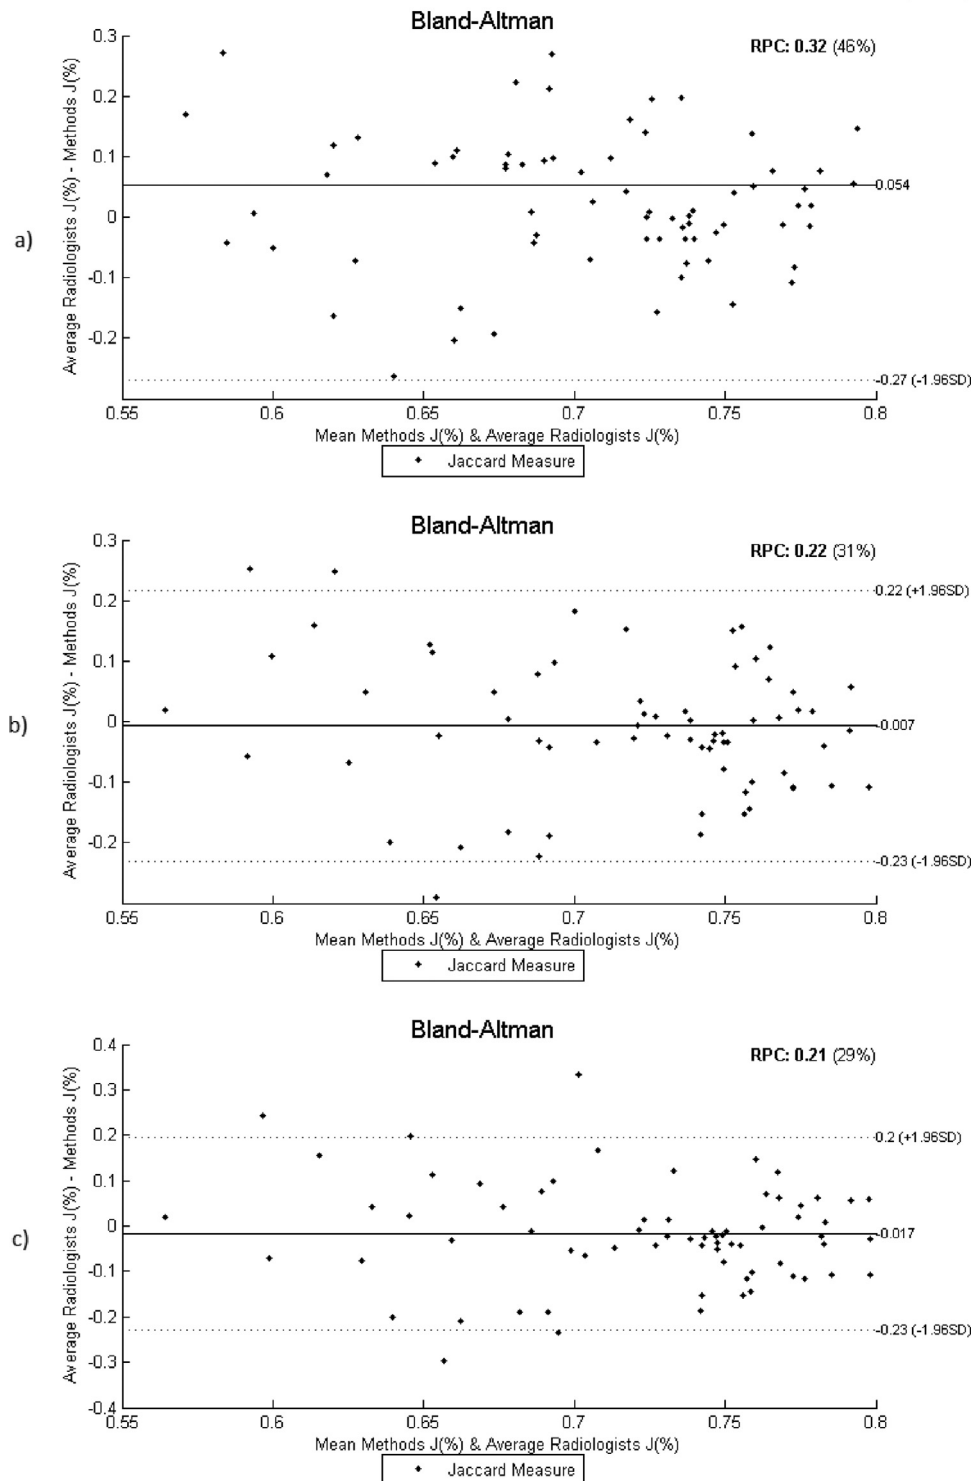 a)
Bland-Altman
RPC: 0.32 (46%)
Average Radiologists J(%) - Methods J(%)
0.3
0.2
0.1
0
-0.1
-0.2
0.054
-0.27 (-1.96SD)
0.55 0.6 0.65 0.7 0.75 0.8
Mean Methods J(%) & Average Radiologists J(%)
Jaccard Measure
b)
Bland-Altman
RPC: 0.22 (31%)
Average Radiologists J(%) - Methods J(%)
0.3
0.2
0.1
0
-0.1
-0.2
0.22 (+1.96SD)
-0.007
-0.23 (-1.96SD)
0.55 0.6 0.65 0.7 0.75 0.8
Mean Methods J(%) & Average Radiologists J(%)
Jaccard Measure
c)
Bland-Altman
RPC: 0.21 (29%)
Average Radiologists J(%) - Methods J(%)
0.4
0.3
0.2
0.1
0
-0.1
-0.2
-0.3
-0.4
0.2 (+1.96SD)
-0.017
-0.23 (-1.96SD)
0.55 0.6 0.65 0.7 0.75 0.8
Mean Methods J(%) & Average Radiologists J(%)
Jaccard Measure